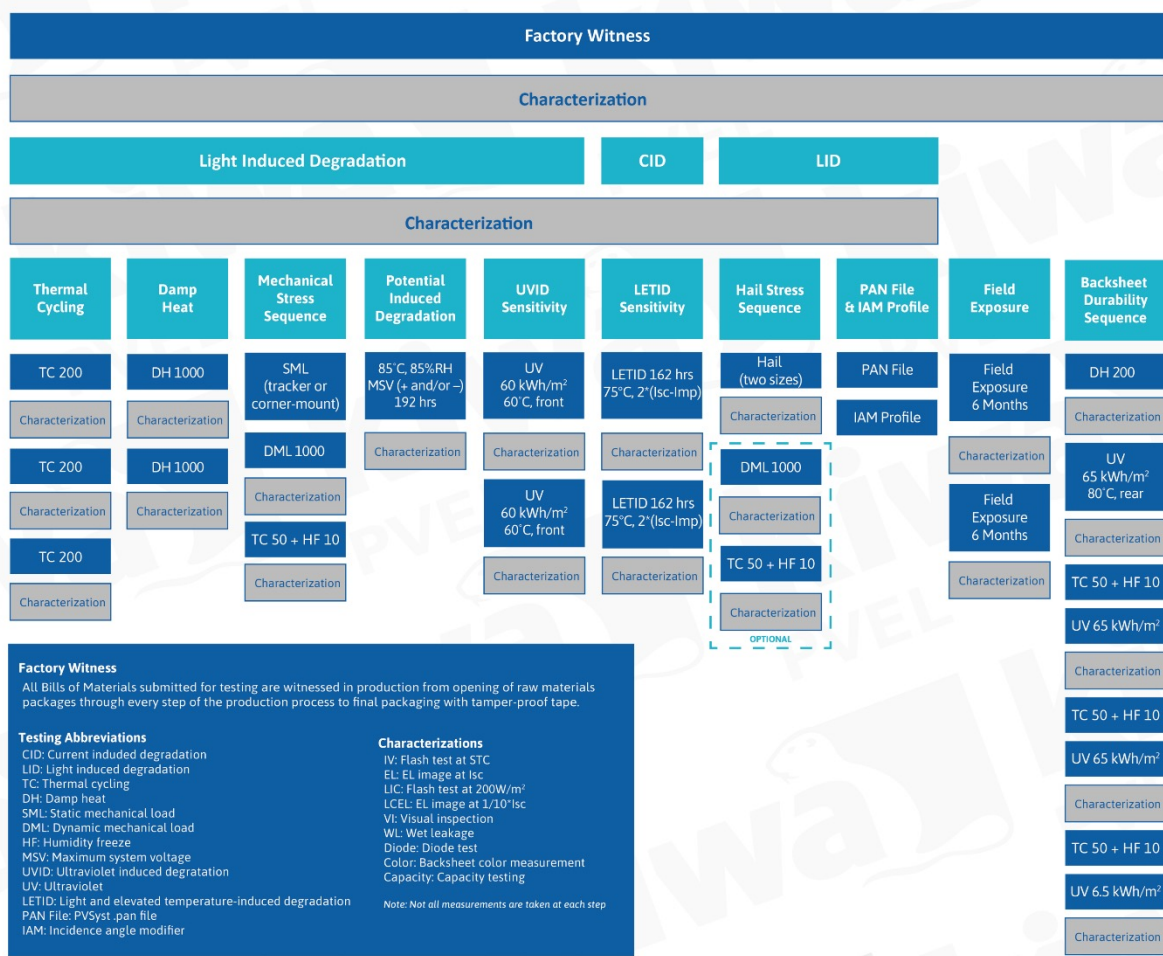 Factory Witness
Characterization
Light Induced Degradation
CID
LID
Characterization
Thermal
Cycling
TC 200
Characterization
TC 200
Characterization
TC 200
Characterization
Damp
Heat
DH 1000
Characterization
DH 1000
Characterization
Mechanical
Stress
Sequence
SML
(tracker or
corner-mount)
DML 1000
Characterization
TC 50 + HF 10
Characterization
Potential
Induced
Degradation
85°C, 85%RH
MSV (+ and/or –)
192 hrs
Characterization
UVID
Sensitivity
UV
60 kWh/m²
60°C, front
Characterization
UV
60 kWh/m²
60°C, front
Characterization
LETID
Sensitivity
LETID 162 hrs
75°C, 2*(Isc-Imp)
Characterization
LETID 162 hrs
75°C, 2*(Isc-Imp)
Characterization
Hail Stress
Sequence
Hail
(two sizes)
Characterization
DML 1000
Characterization
TC 50 + HF 10
Characterization
OPTIONAL
PAN File
& IAM Profile
PAN File
IAM Profile
Field
Exposure
Field
Exposure
6 Months
Characterization
Field
Exposure
6 Months
Characterization
Backsheet
Durability
Sequence
DH 200
Characterization
UV
65 kWh/m²
80°C, rear
Characterization
TC 50 + HF 10
UV 65 kWh/m²
Characterization
TC 50 + HF 10
UV 65 kWh/m²
Characterization
TC 50 + HF 10
UV 6.5 kWh/m²
Characterization
Factory Witness
All Bills of Materials submitted for testing are witnessed in production from opening of raw materials
packages through every step of the production process to final packaging with tamper-proof tape.
Testing Abbreviations
CID: Current induded degradation
LID: Light induced degradation
TC: Thermal cycling
DH: Damp heat
SML: Static mechanical load
DML: Dynamic mechanical load
HF: Humidity freeze
MSV: Maximum system voltage
UVID: Ultraviolet induced degratation
UV: Ultraviolet
LETID: Light and elevated temperature-induced degradation
PAN File: PVSyst .pan file
IAM: Incidence angle modifier
Characterizations
IV: Flash test at STC
EL: EL image at Isc
LIC: Flash test at 200W/m²
LCEL: EL image at 1/10*Isc
VI: Visual inspection
WL: Wet leakage
Diode: Diode test
Color: Backsheet color measurement
Capacity: Capacity testing
Note: Not all measurements are taken at each step
kiwa
PVEL